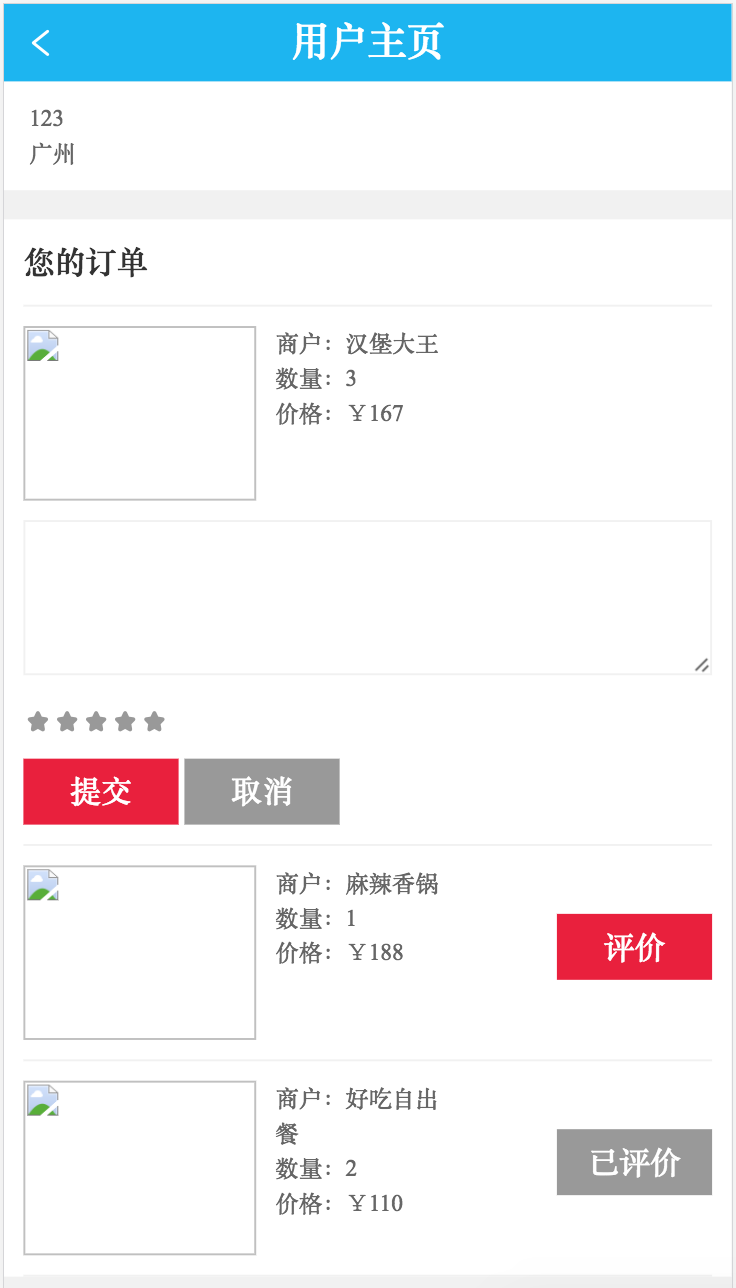 用户主页
123
广州
您的订单
商户：汉堡大王
数量：3
价格：￥167
提交
取消
商户：麻辣香锅
数量：1
价格：￥188
评价
商户：好吃自出
餐
数量：2
价格：￥110
已评价